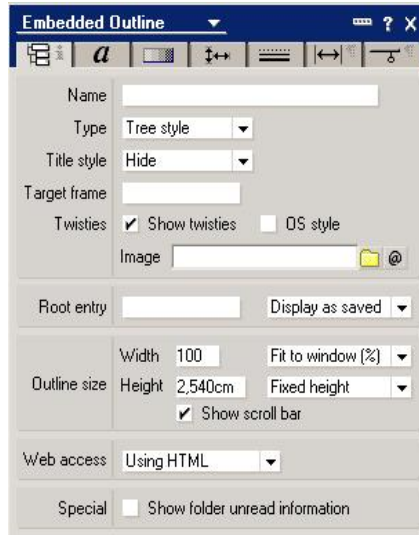 Embedded Outline ? X
i a
Name
Type Tree style
Title style Hide
Target frame
Twisties Show twisties OS style
Image @
Root entry Display as saved
Width 100 Fit to window (%)
Outline size Height 2,540cm Fixed height
Show scroll bar
Web access Using HTML
Special Show folder unread information